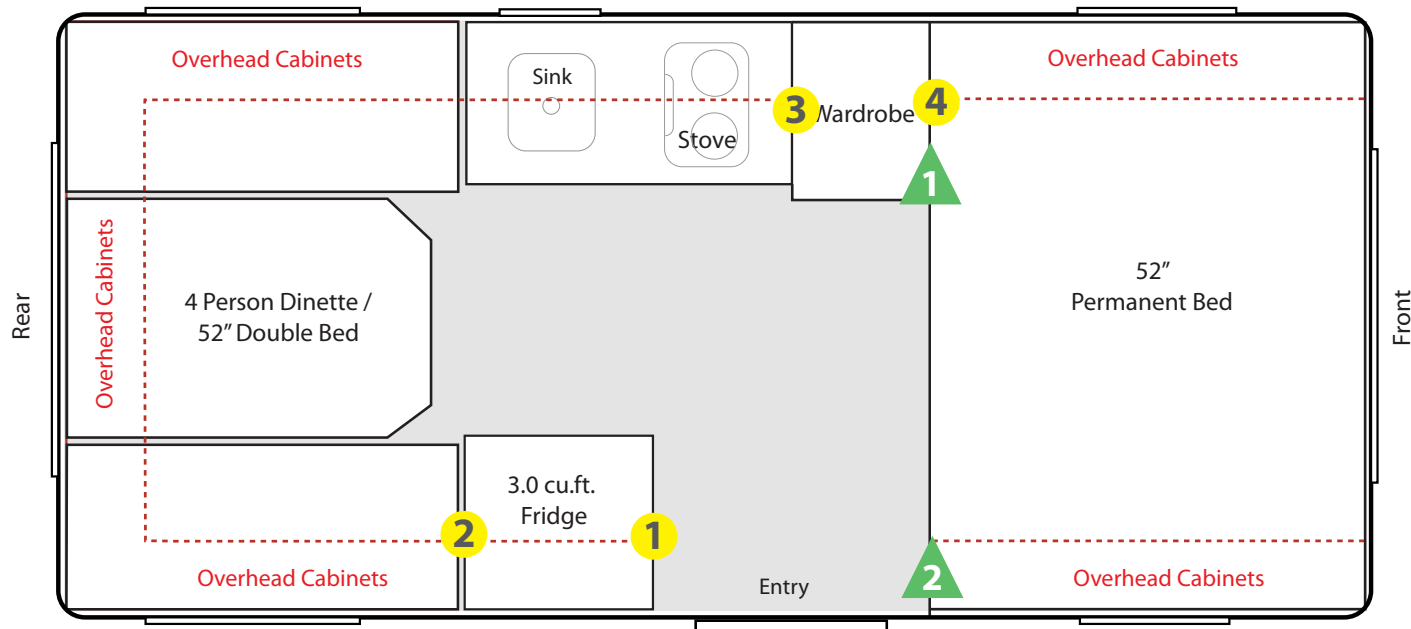 Overhead Cabinets
Sink
Stove
3
Wardrobe
4
Overhead Cabinets
1
Rear
Overhead Cabinets
4 Person Dinette /
52” Double Bed
52”
Permanent Bed
Front
3.0 cu.ft.
Fridge
2
1
Overhead Cabinets
Entry
2
Overhead Cabinets